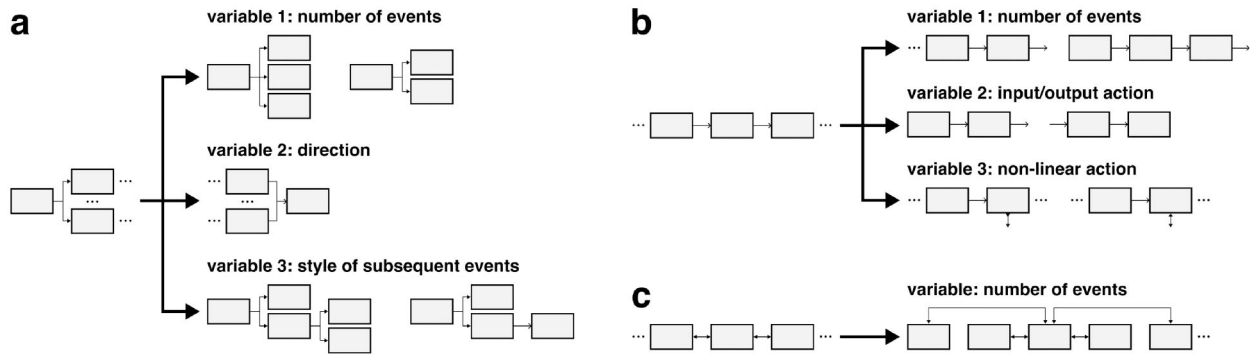 a
variable 1: number of events
variable 2: direction
... ... ...
... ...
... ...
variable 3: style of subsequent events
b
variable 1: number of events
...
variable 2: input/output action
... ...
variable 3: non-linear action
... ... ... ...
c
variable: number of events
... ... ...